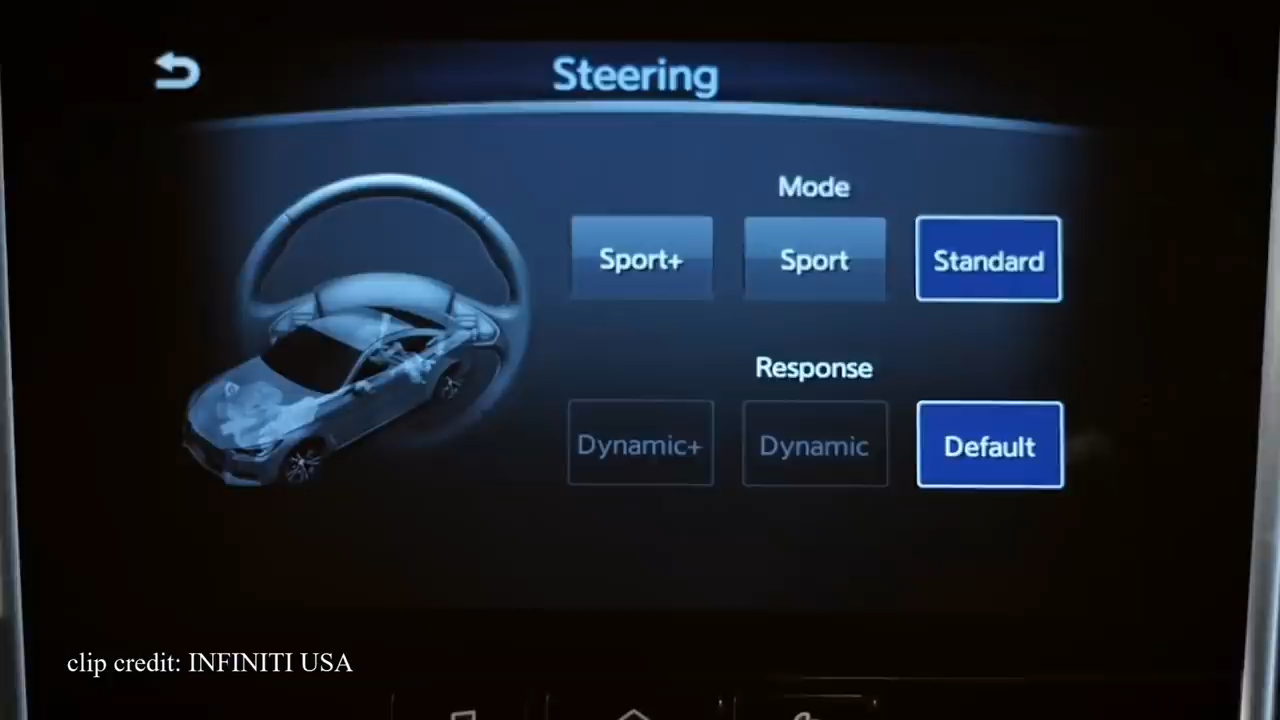 Steering
Mode
Sport+ Sport Standard
Response
Dynamic+ Dynamic Default
clip credit: INFINITI USA